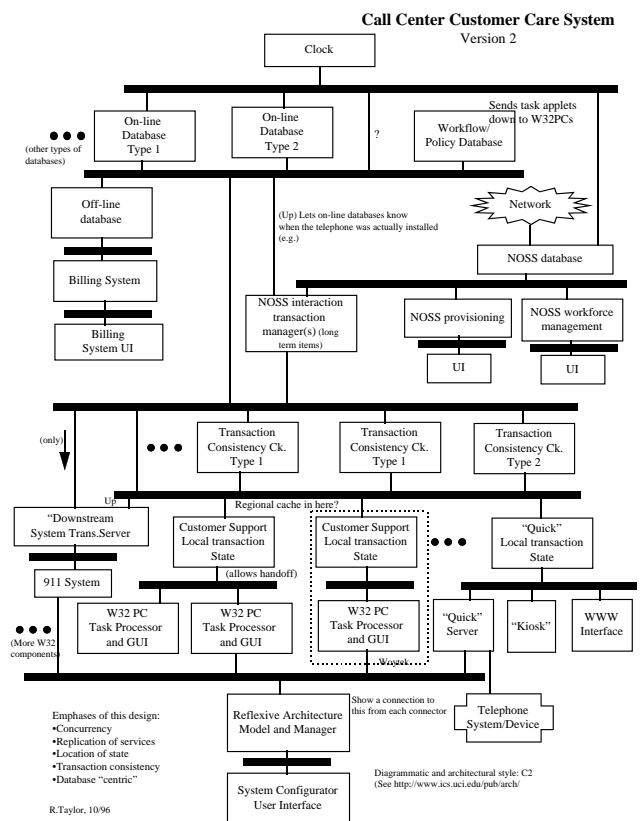 Call Center Customer Care System
Version 2
Clock
On-line
Database
Type 1
On-line
Database
Type 2
?
Workflow/
Policy Database
Sends task applets
down to W32PCs
(other types of
databases)
Off-line
database
(Up) Lets on-line databases know
when the telephone was actually installed
(e.g.)
Network
NOSS database
Billing System
NOSS interaction
transaction
manager(s) (long
term items)
NOSS provisioning
NOSS workforce
management
Billing
System UI
UI
UI
(only)
Transaction
Consistency Ck.
Type 1
Transaction
Consistency Ck.
Type 1
Transaction
Consistency Ck.
Type 2
Up
Regional cache in here?
“Downstream
System Trans.Server
Customer Support
Local transaction
State
Customer Support
Local transaction
State
“Quick”
Local transaction
State
(allows handoff)
911 System
W32 PC
Task Processor
and GUI
W32 PC
Task Processor
and GUI
W32 PC
Task Processor
and GUI
“Quick”
Server
“Kiosk”
WWW
Interface
(More W32
components)
Woytek
Show a connection to
this from each connector
Reflexive Architecture
Model and Manager
Telephone
System/Device
Emphases of this design:
•Concurrency
•Replication of services
•Location of state
•Transaction consistency
•Database “centric”
System Configurator
User Interface
Diagrammatic and architectural style: C2
(See http://www.ics.uci.edu/pub/arch/
R.Taylor, 10/96